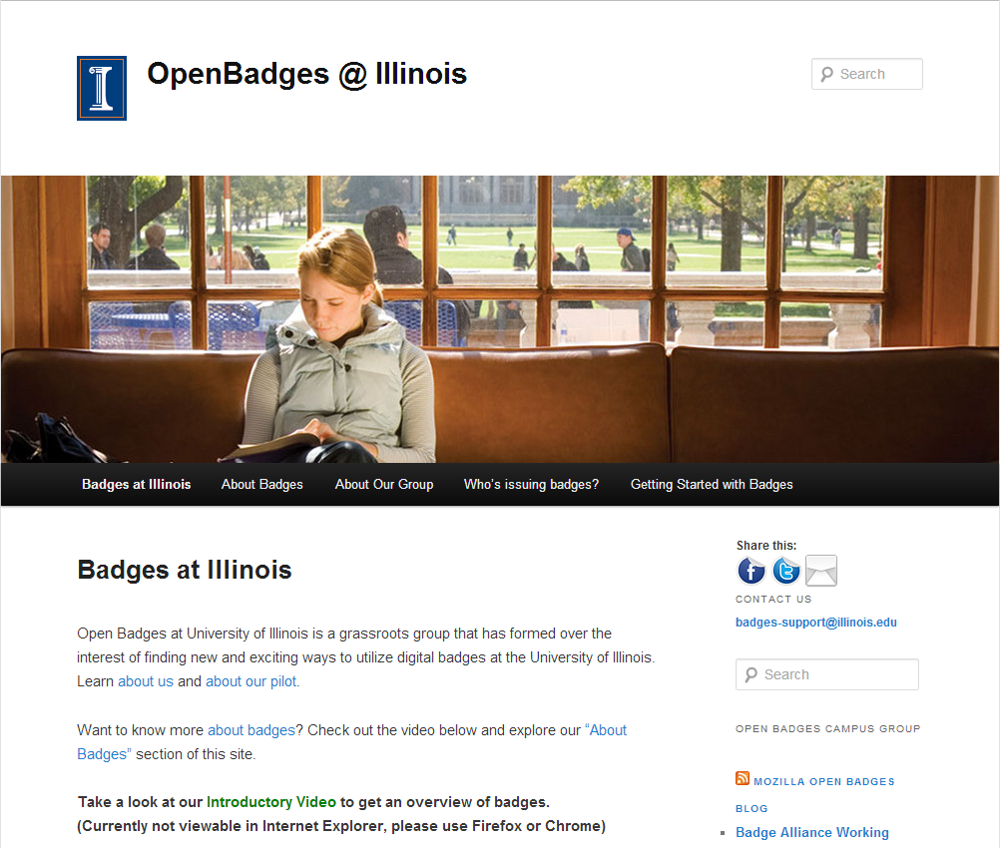 I
OpenBadges @ Illinois
Search
Badges at Illinois
About Badges
About Our Group
Who's issuing badges?
Getting Started with Badges
Badges at Illinois
Open Badges at University of Illinois is a grassroots group that has formed over the
interest of finding new and exciting ways to utilize digital badges at the University of Illinois.
Learn about us and about our pilot.
Want to know more about badges? Check out the video below and explore our “About
Badges” section of this site.
Take a look at our Introductory Video to get an overview of badges.
(Currently not viewable in Internet Explorer, please use Firefox or Chrome)
Share this:
CONTACT US
badges-support@illinois.edu
Search
OPEN BADGES CAMPUS GROUP
MOZILLA OPEN BADGES
BLOG
Badge Alliance Working